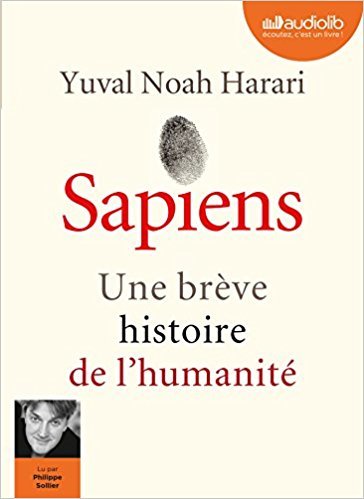 audiolib
écoutez, c'est un livre !
Yuval Noah Harari
Sapiens
Une brève
histoire
de l'humanité
Lu par
Philippe
Sollier